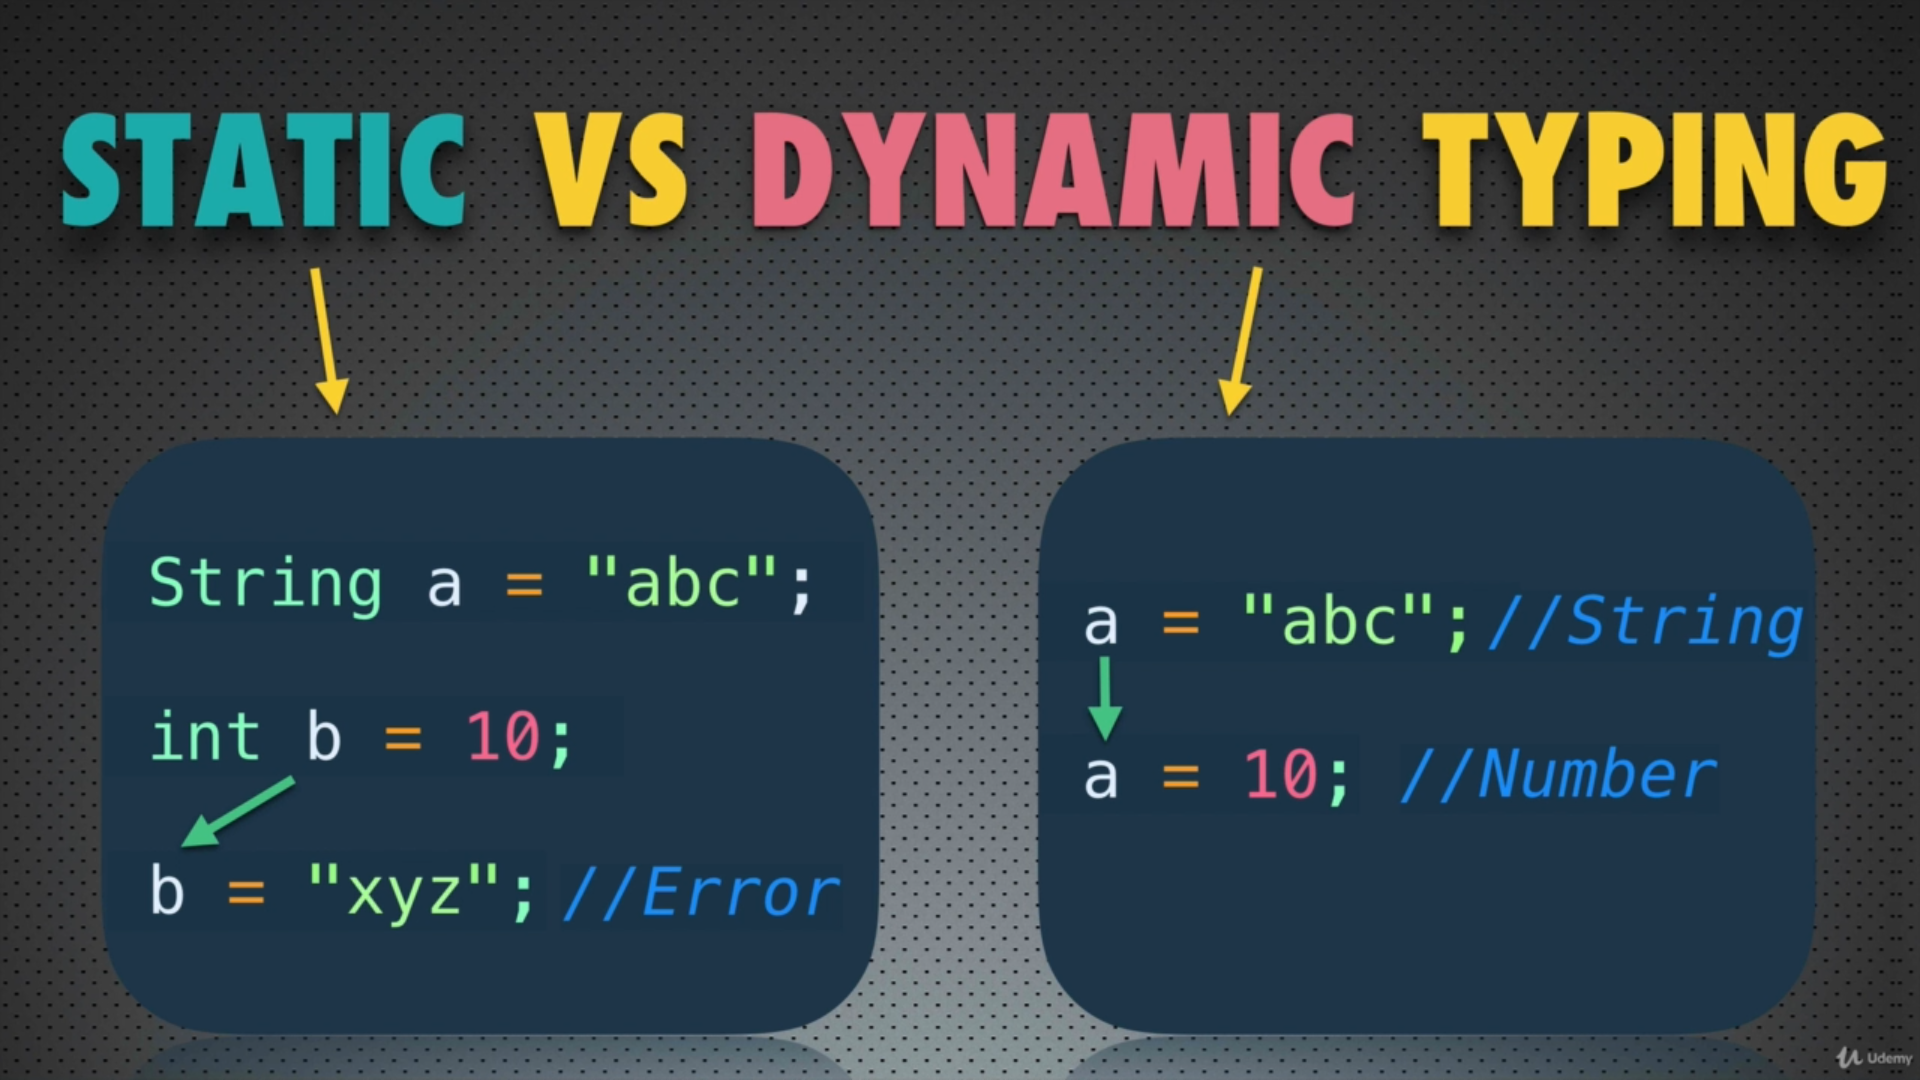 STATIC VS DYNAMIC TYPING
String a = "abc";
int b = 10;
b = "xyz"; //Error
a = "abc"; //String
a = 10; //Number
Udemy